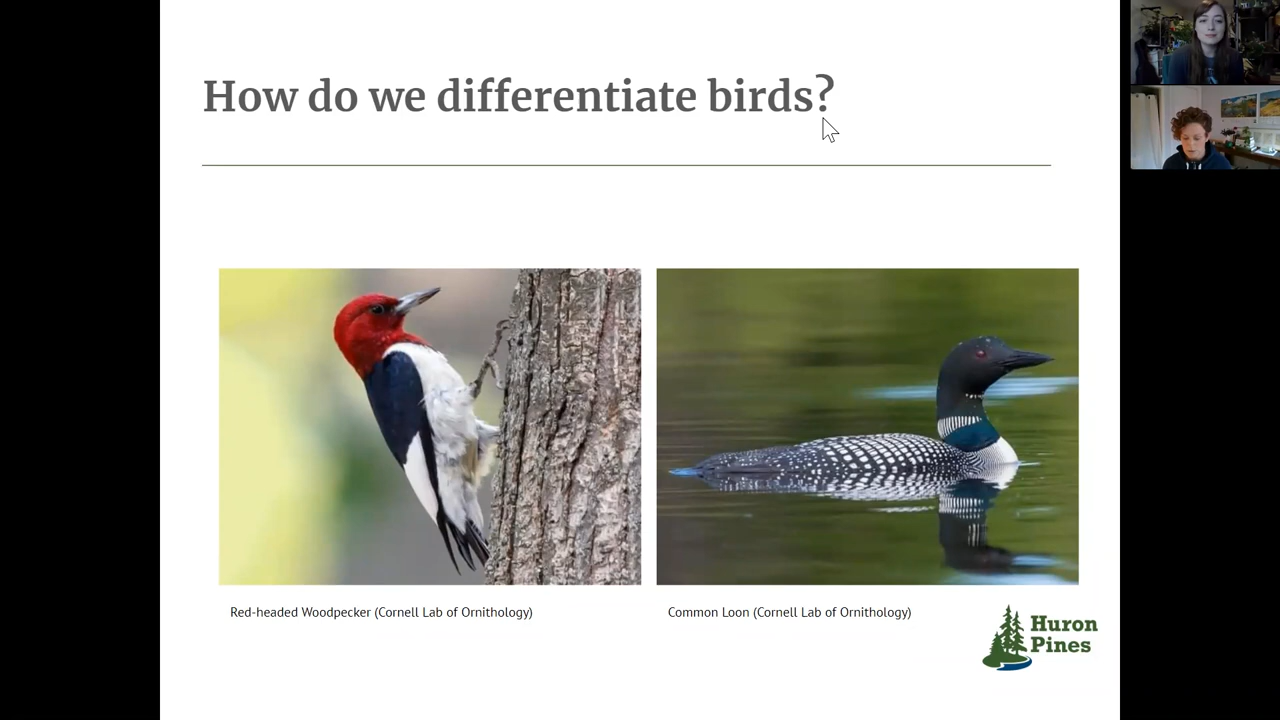 How do we differentiate birds?
Red-headed Woodpecker (Cornell Lab of Ornithology)
Common Loon (Cornell Lab of Ornithology)
Huron
Pines